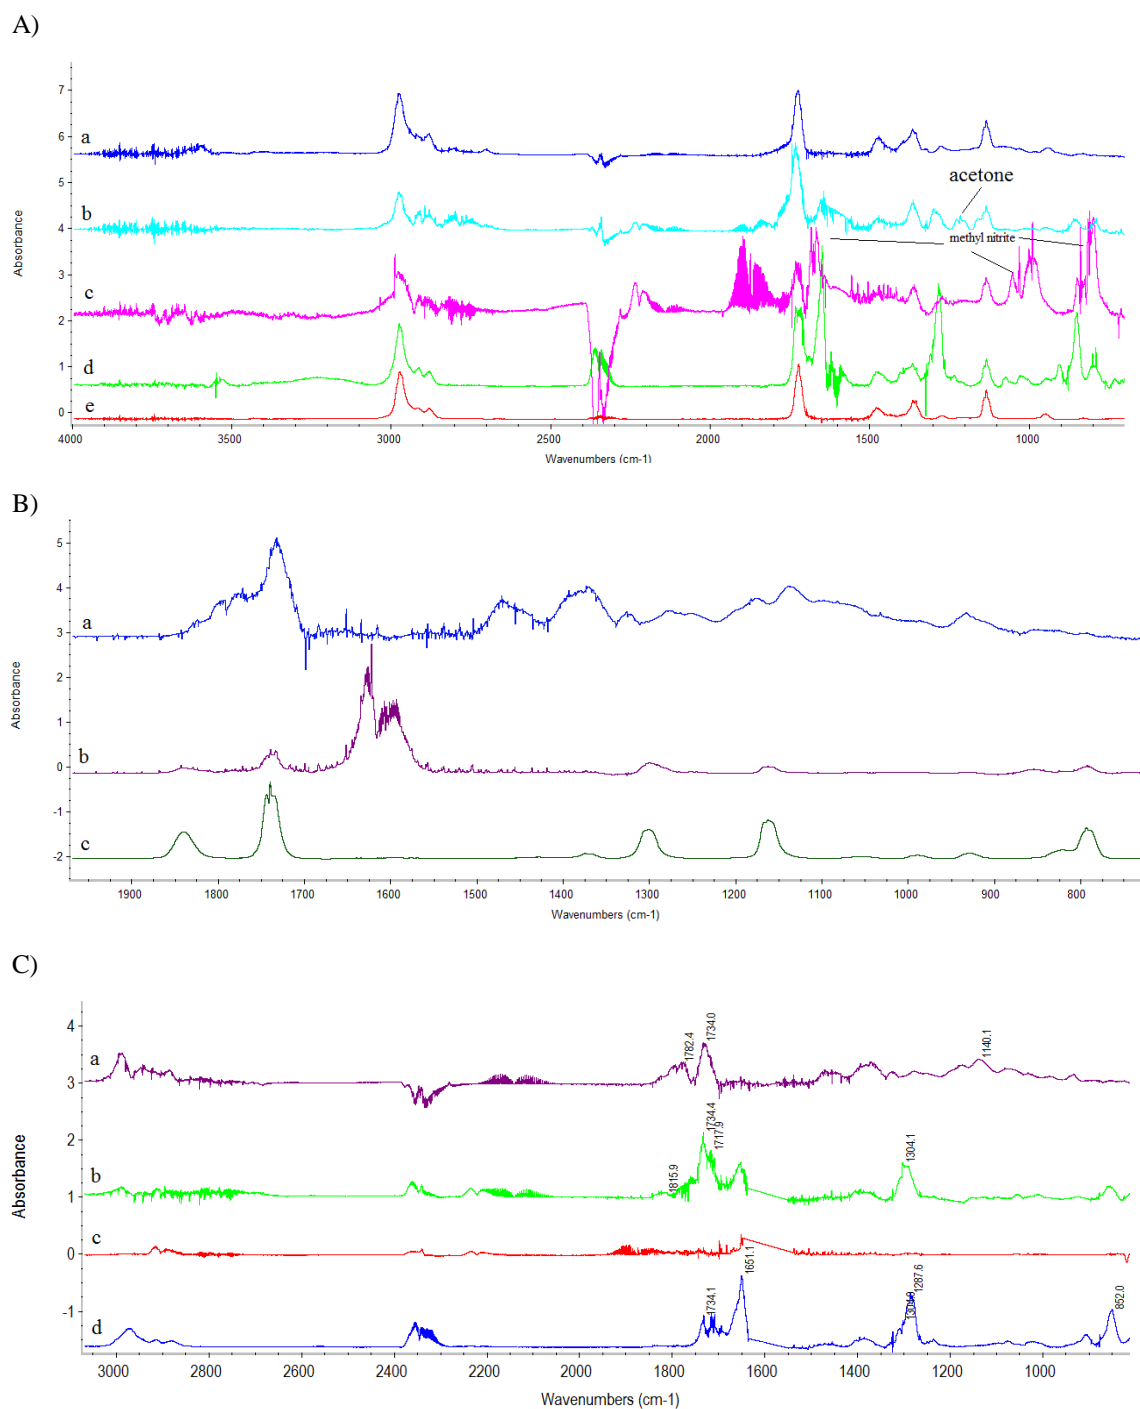 A)
7
6
5
4
3
2
1
0
Absorbance
a
b
c
d
e
acetone
methyl nitrite
4000 3500 3000 2500 2000 1500 1000
Wavenumbers (cm-1)
B)
5
4
3
2
1
0
-1
-2
Absorbance
a
b
c
1900 1800 1700 1600 1500 1400 1300 1200 1100 1000 900 800
Wavenumbers (cm-1)
C)
4
3
2
1
0
-1
Absorbance
a
1782.4
1734.0
1140.1
b
1815.9
1734.4
1717.9
1304.1
c
d
1734.1
1651.1
1287.6
852.0
3000 2800 2600 2400 2200 2000 1800 1600 1400 1200 1000
Wavenumbers (cm-1)